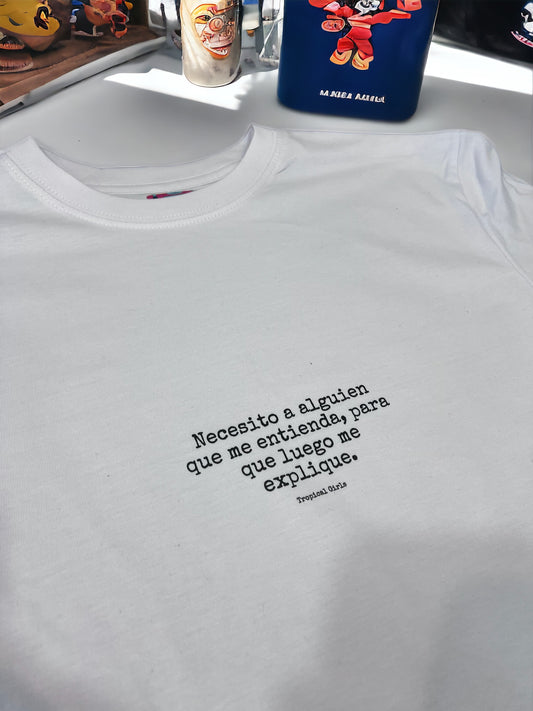 Necesito a alguien
que me entienda, para
que luego me
explique.
Tropical Girls